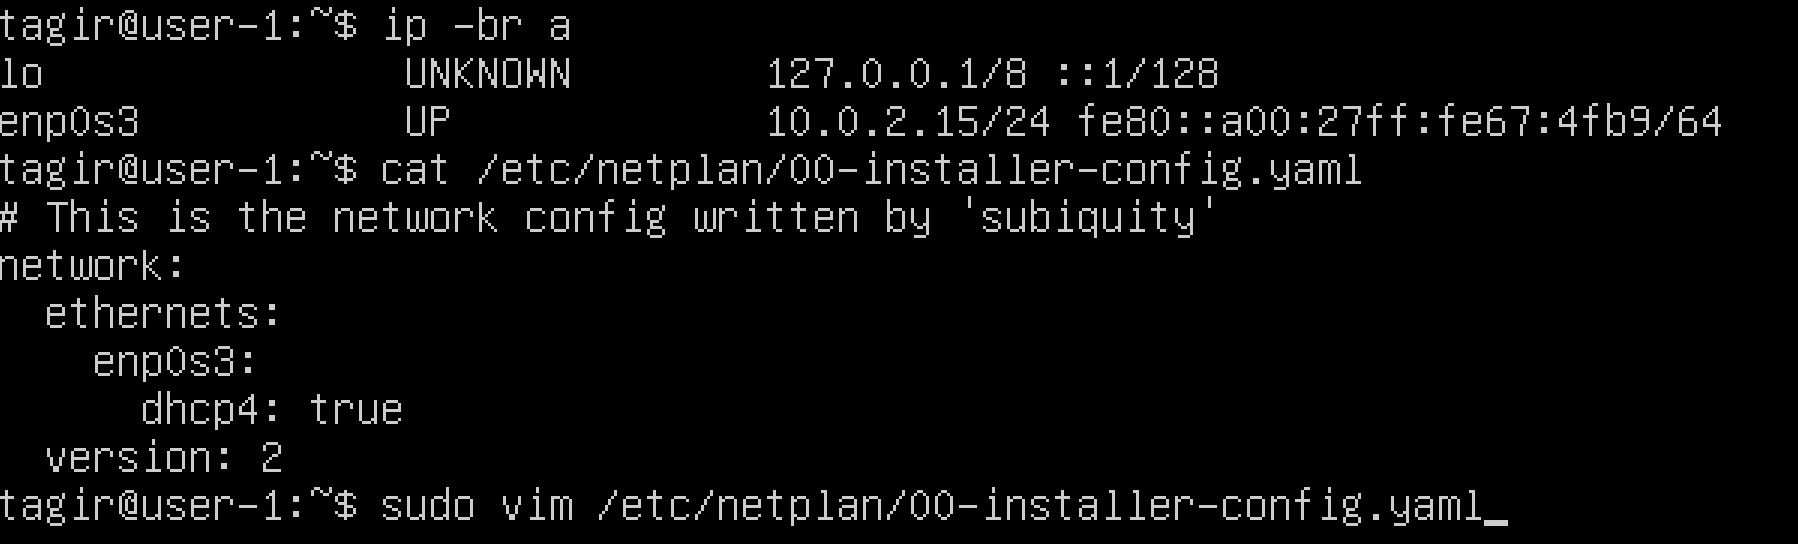 tagir@user-1:~$ ip -br a
lo               UNKNOWN        127.0.0.1/8 ::1/128
enp0s3           UP             10.0.2.15/24 fe80::a00:27ff:fe67:4fb9/64
tagir@user-1:~$ cat /etc/netplan/00-installer-config.yaml
# This is the network config written by 'subiquity'
network:
  ethernets:
    enp0s3:
      dhcp4: true
  version: 2
tagir@user-1:~$ sudo vim /etc/netplan/00-installer-config.yaml_